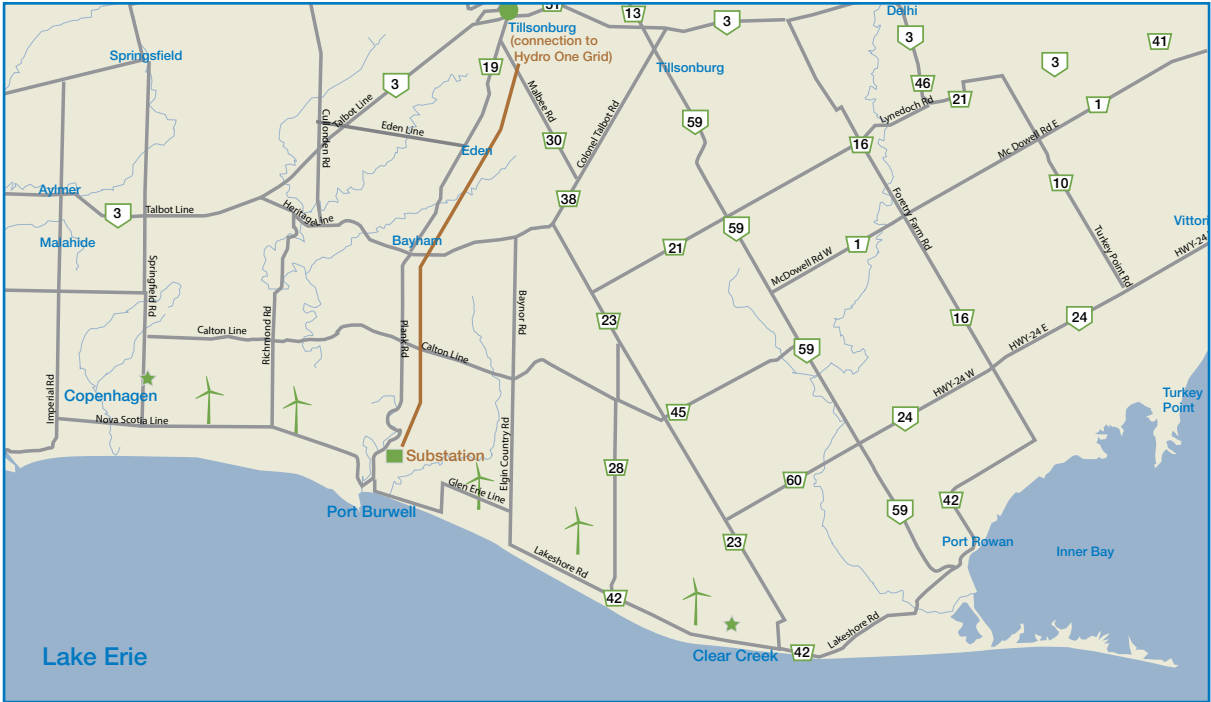 51
13
3
Delhi
Tillsonburg
(connection to
Hydro One Grid)
3
41
Springsfield
3
Tillsonburg
19
3
46
21
1
Malbee Rd
Talbot Line
Cullonden Rd
Colonel Talbot Rd
Lynedoch Rd
59
Eden Line
30
16
Mc Dowell Rd E
Eden
10
Aylmer
3
Talbot Line
Heritage Line
38
Foretry Farm Rd
59
Vitton
Malahide
Bayham
21
1
Turkey Point Rd
HWY-24
McDowell Rd W
Springfield Rd
Richmond Rd
Plank Rd
Baynor Rd
23
16
24
Calton Line
Calton Line
59
HWY-24 E
Imperial Rd
Copenhagen
HWY-24 W
Turkey
Point
Nova Scotia Line
45
24
Substation
Elgin Country Rd
28
60
Glen Erie Line
42
Port Burwell
59
23
Port Rowan
Inner Bay
Lakeshore Rd
42
Lakeshore Rd
Lake Erie
Clear Creek
42